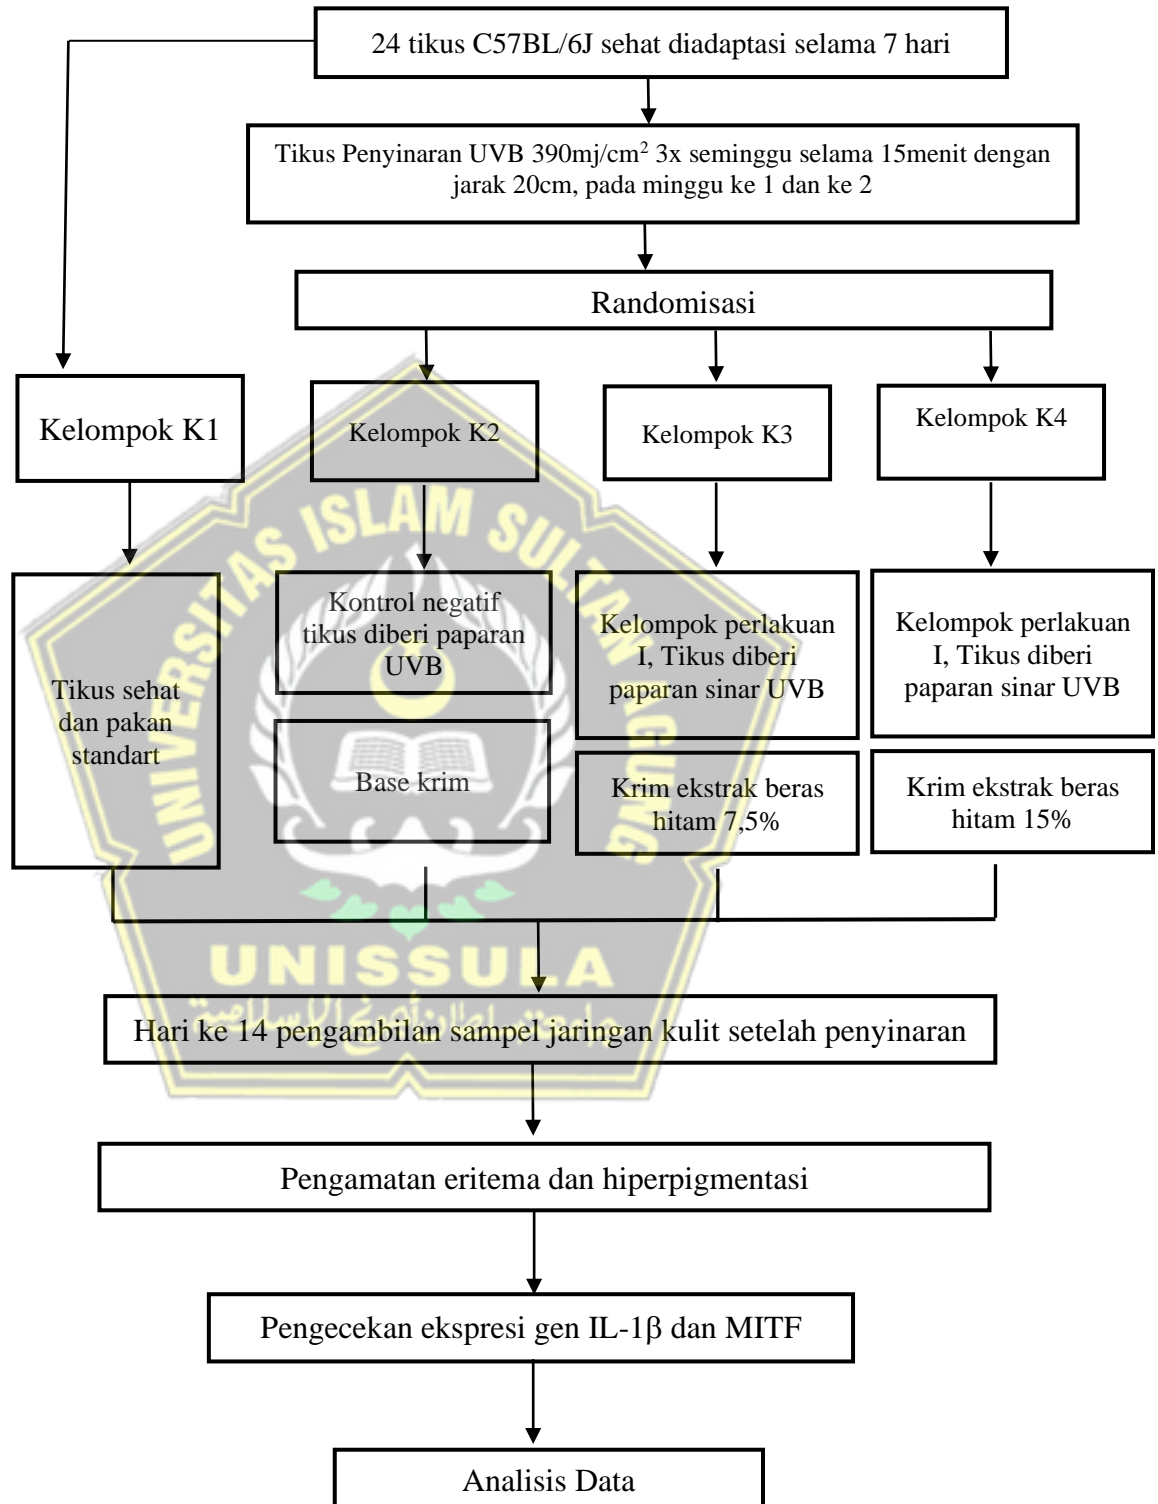 24 tikus C57BL/6J sehat diadaptasi selama 7 hari
Tikus Penyinaran UVB 390mj/cm² 3x seminggu selama 15menit dengan
jarak 20cm, pada minggu ke 1 dan ke 2
Randomisasi
Kelompok K1
Kelompok K2
Kelompok K3
Kelompok K4
Tikus sehat
dan pakan
standart
Kontrol negatif
tikus diberi paparan
UVB
Base krim
Kelompok perlakuan
I, Tikus diberi
paparan sinar UVB
Krim ekstrak beras
hitam 7,5%
Kelompok perlakuan
I, Tikus diberi
paparan sinar UVB
Krim ekstrak beras
hitam 15%
UNIVERSITAS ISLAM SULTAN AGUNG
UNISSULA
Hari ke 14 pengambilan sampel jaringan kulit setelah penyinaran
Pengamatan eritema dan hiperpigmentasi
Pengecekan ekspresi gen IL-1β dan MITF
Analisis Data